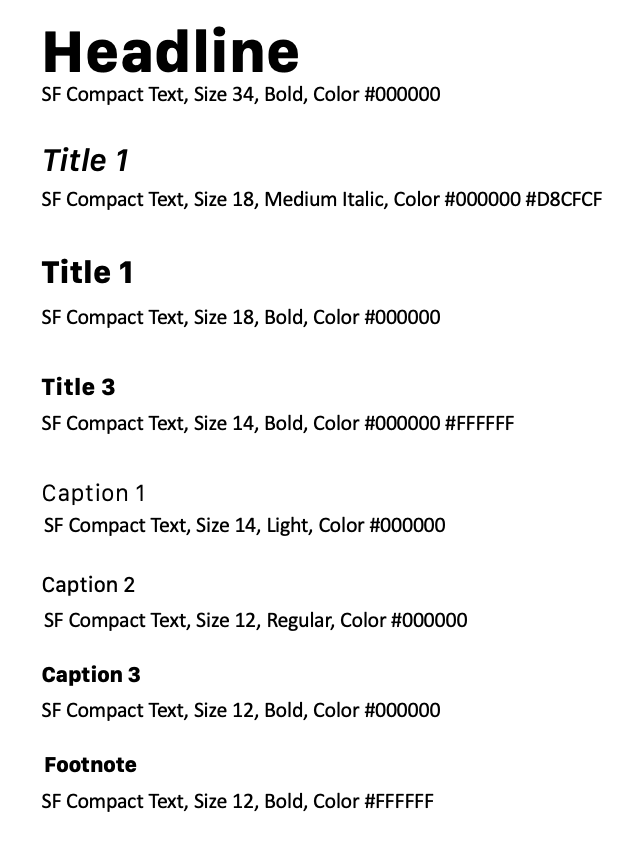 Headline
SF Compact Text, Size 34, Bold, Color #000000
Title 1
SF Compact Text, Size 18, Medium Italic, Color #000000 #D8CFCF
Title 1
SF Compact Text, Size 18, Bold, Color #000000
Title 3
SF Compact Text, Size 14, Bold, Color #000000 #FFFFFF
Caption 1
SF Compact Text, Size 14, Light, Color #000000
Caption 2
SF Compact Text, Size 12, Regular, Color #000000
Caption 3
SF Compact Text, Size 12, Bold, Color #000000
Footnote
SF Compact Text, Size 12, Bold, Color #FFFFFF